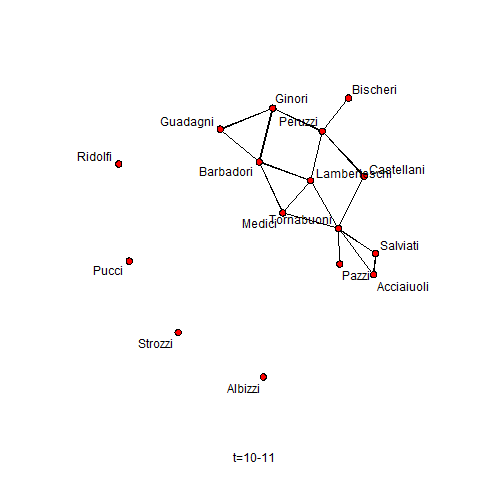 Bischeri
Ginori
Peruzzi
Guadagni
Ridolfi
Barbadori
Lamberteschi
Castellani
Medici
Tornabuoni
Salviati
Pucci
Pazzi
Acciaiuoli
Strozzi
Albizzi
t=10-11